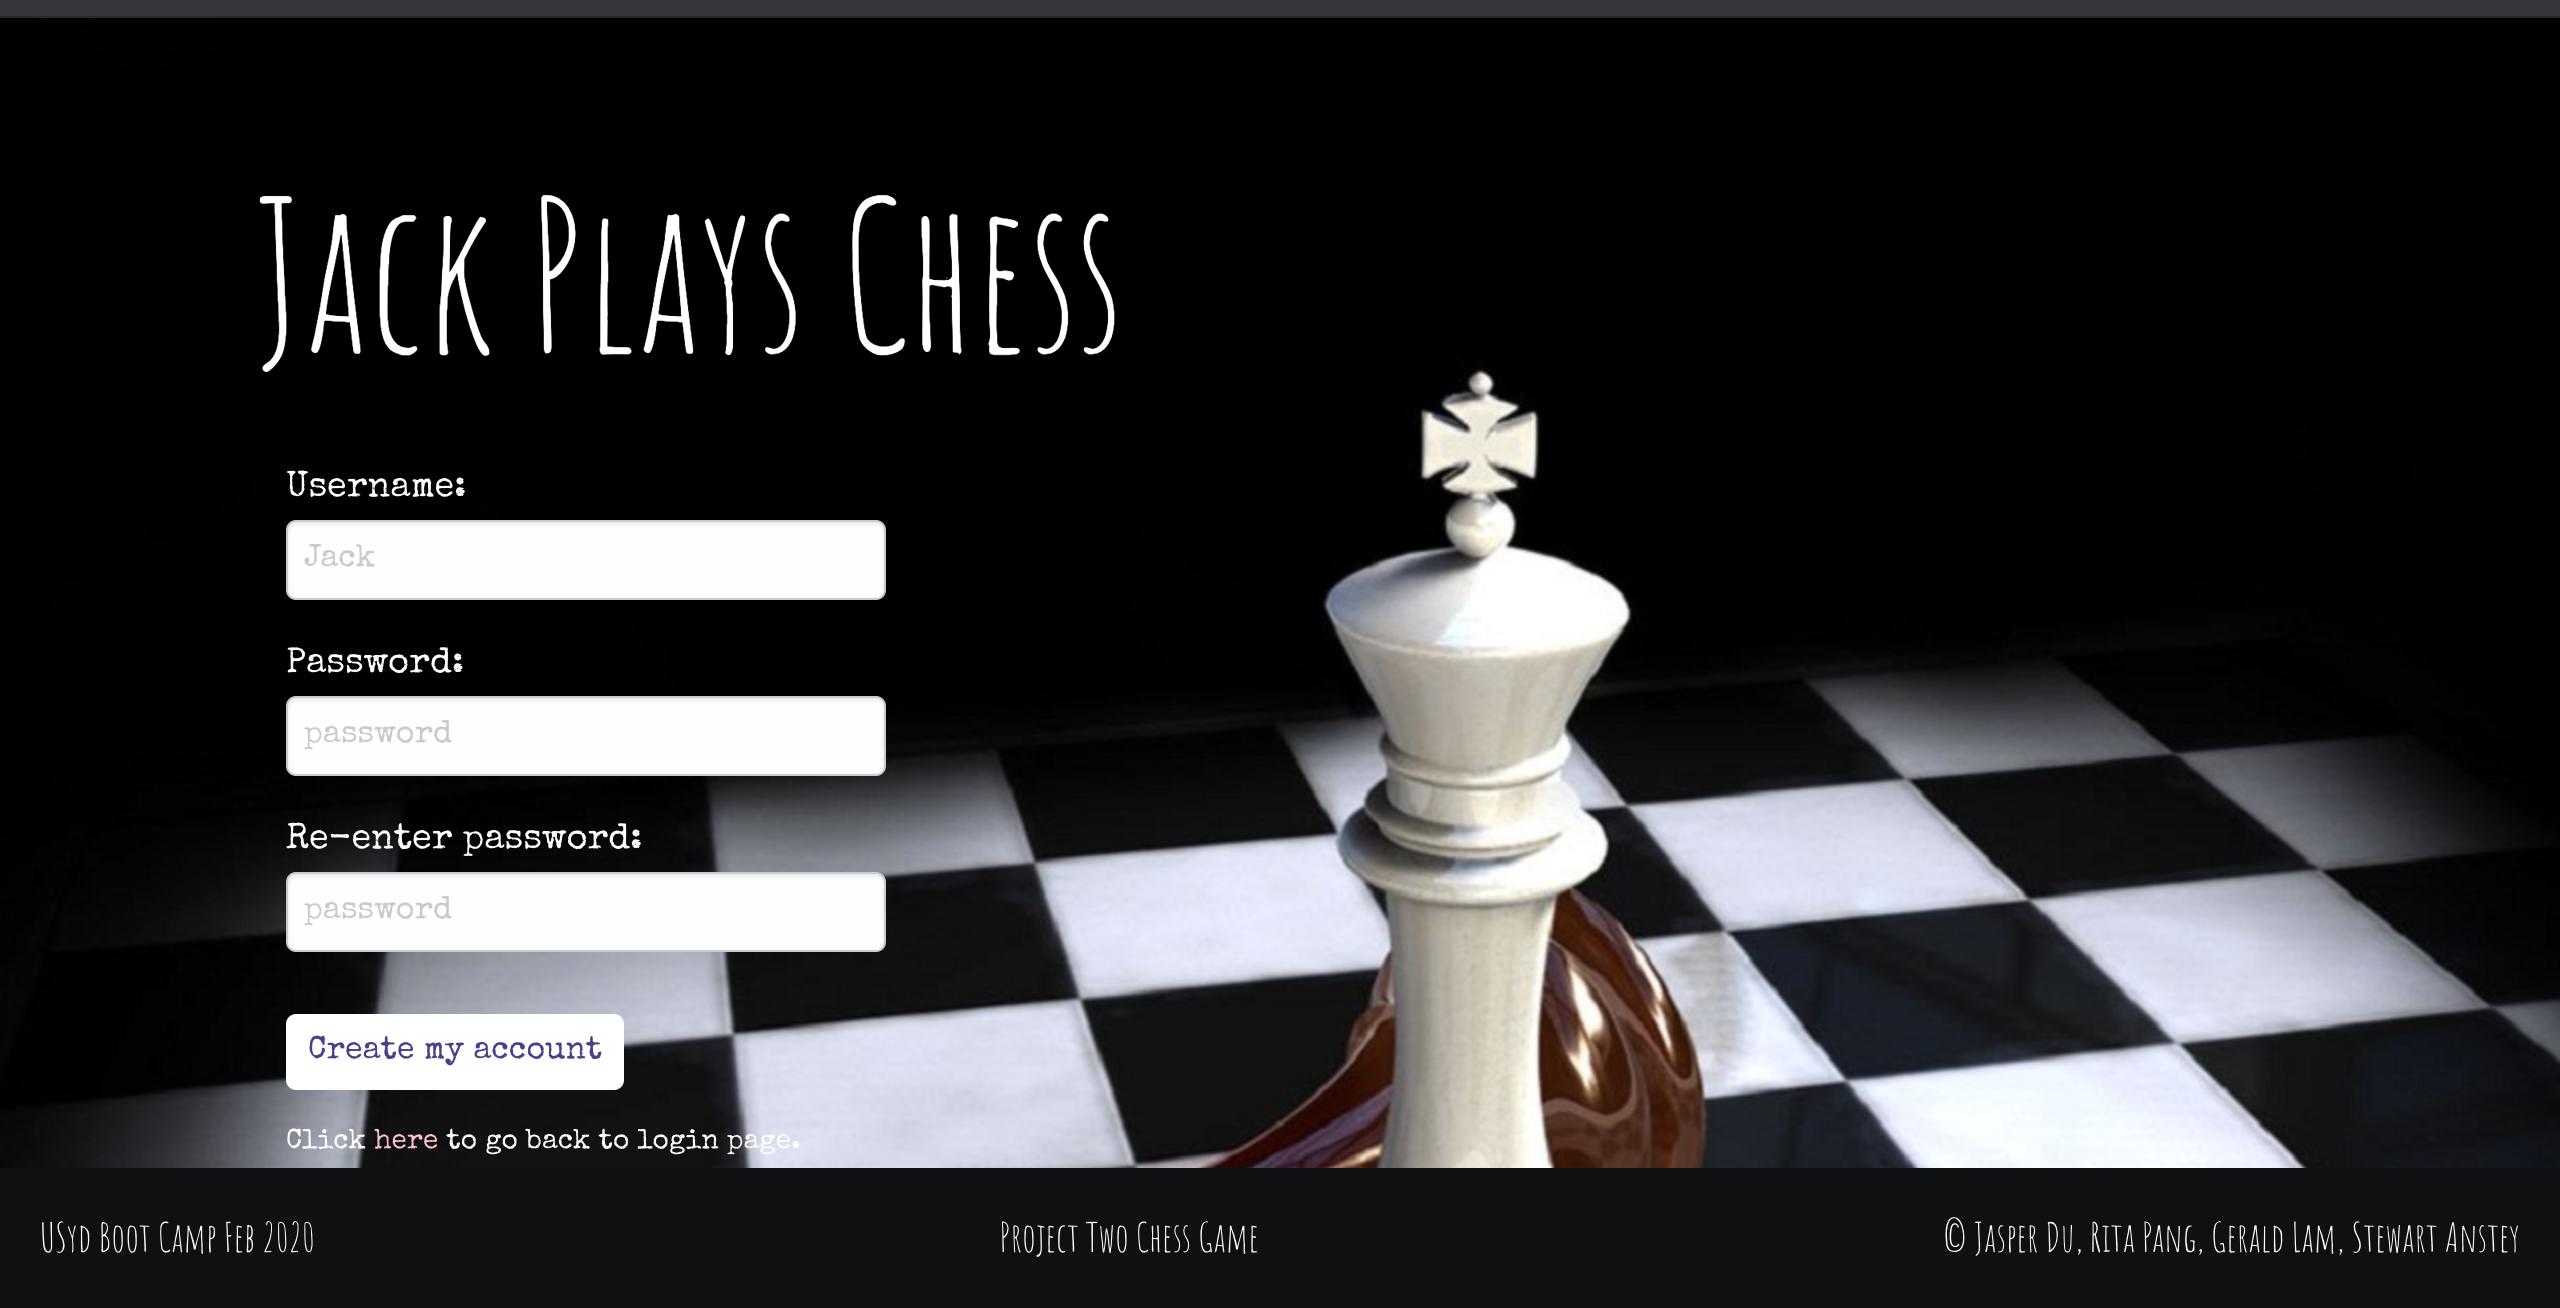 Jack Plays Chess
Username:
Jack
Password:
password
Re-enter password:
password
Create my account
Click here to go back to login page.
USyd Boot Camp Feb 2020
Project Two Chess Game
© Jasper Du, Rita Pang, Gerald Lam, Stewart Anstey